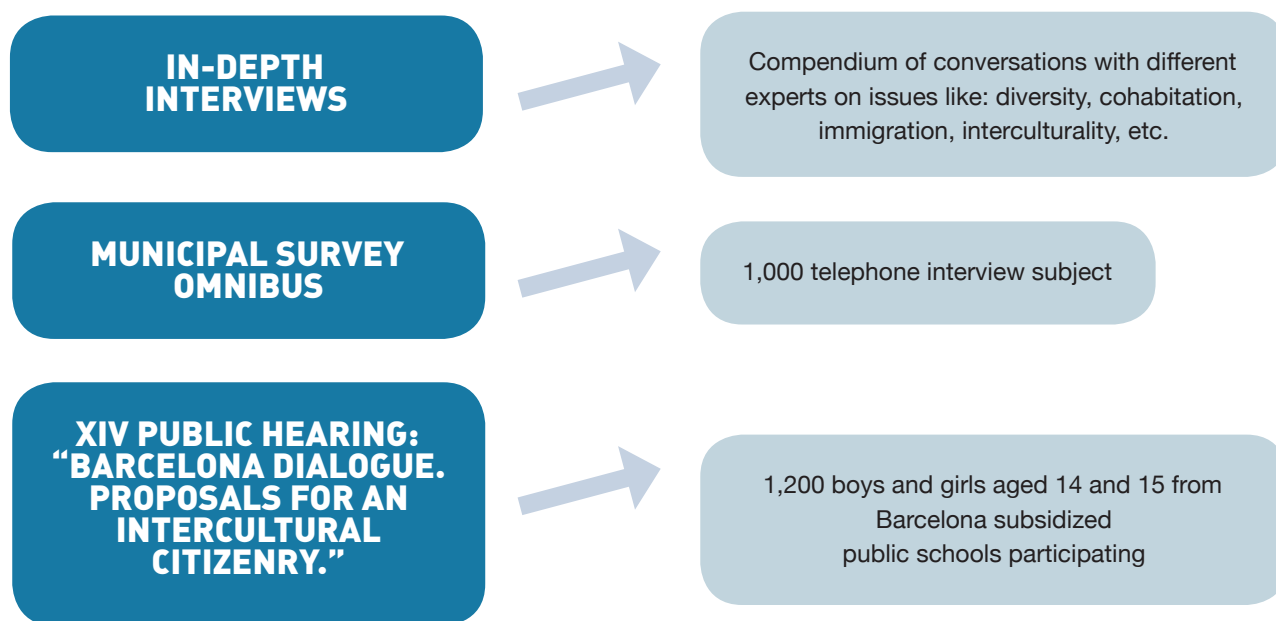 IN-DEPTH
INTERVIEWS
Compendium of conversations with different
experts on issues like: diversity, cohabitation,
immigration, interculturality, etc.
MUNICIPAL SURVEY
OMNIBUS
1,000 telephone interview subject
XIV PUBLIC HEARING:
“BARCELONA DIALOGUE.
PROPOSALS FOR AN
INTERCULTURAL
CITIZENRY.”
1,200 boys and girls aged 14 and 15 from
Barcelona subsidized
public schools participating